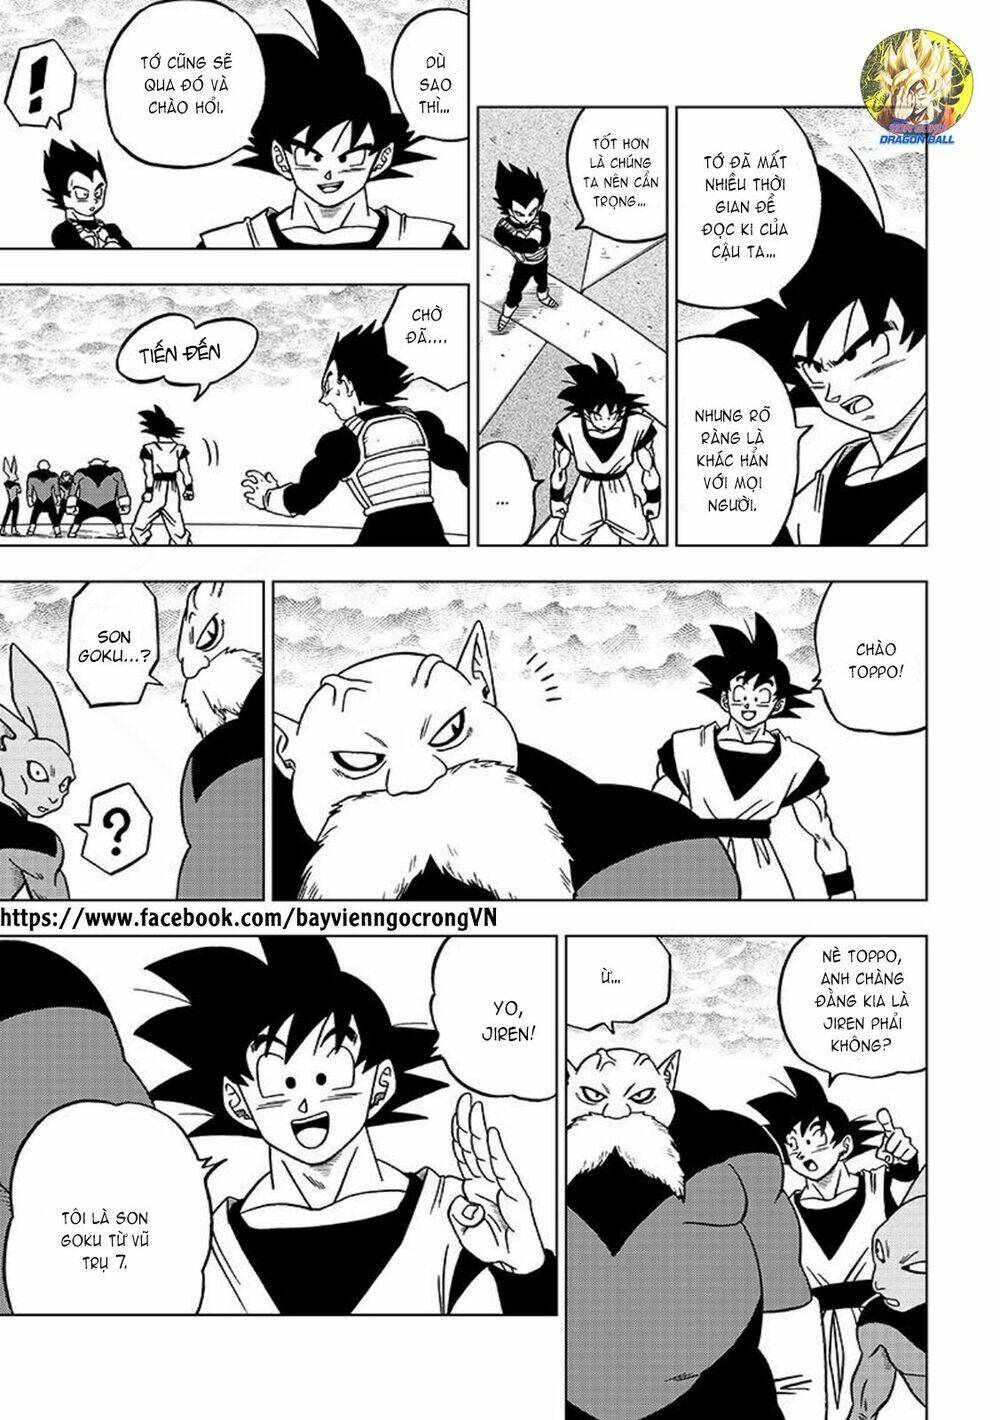 TỚ ĐÃ MẤT
NHIỀU THỜI
GIAN ĐỂ
ĐỌC KI CỦA
CẬU TA...
NHƯNG RÕ
RÀNG LÀ
KHÁC HẲN
VỚI MỌI
NGƯỜI.
TỐT HƠN
LÀ CHÚNG
TA NÊN CẨN
TRỌNG...
...
DÙ
SAO
THÌ...
TỚ CŨNG SẼ
QUA ĐÓ VÀ
CHÀO HỎI.
!
CHỜ
ĐÃ....
TIẾN ĐẾN
CHÀO
TOPPO!
SON
GOKU...?
?
https://www.facebook.com/bayvienngocrongVN
NÈ TOPPO,
ANH CHÀNG
ĐẰNG KIA LÀ
JIREN PHẢI
KHÔNG?
Ừ...
YO,
JIREN!
TÔI LÀ SON
GOKU TỪ VŨ
TRỤ 7.
DRAGON BALL